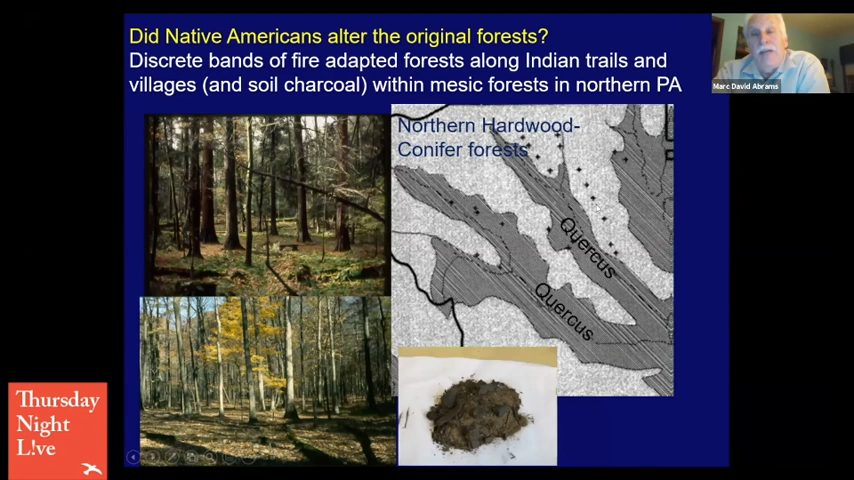 Did Native Americans alter the original forests?
Discrete bands of fire adapted forests along Indian trails and
villages (and soil charcoal) within mesic forests in northern PA
Marc David Abrams
Northern Hardwood-
Conifer forests
Quercus
Quercus
Thursday
Night
L!ve